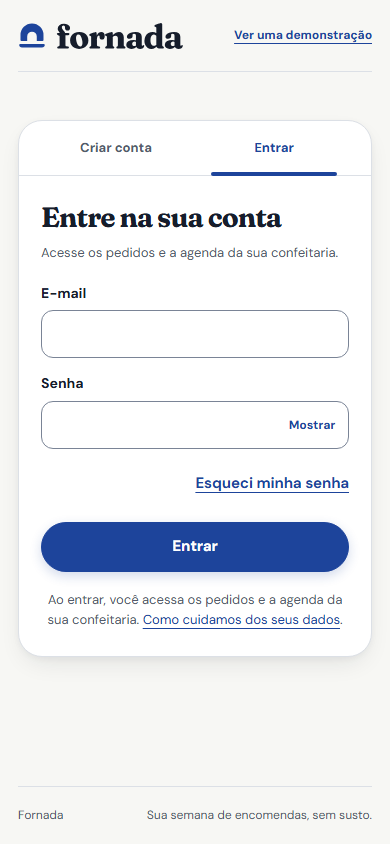 fornada
Ver uma demonstração
Criar conta
Entrar
Entre na sua conta
Acesse os pedidos e a agenda da sua confeitaria.
E-mail
Senha
Mostrar
Esqueci minha senha
Entrar
Ao entrar, você acessa os pedidos e a agenda da
sua confeitaria. Como cuidamos dos seus dados.
Fornada
Sua semana de encomendas, sem susto.